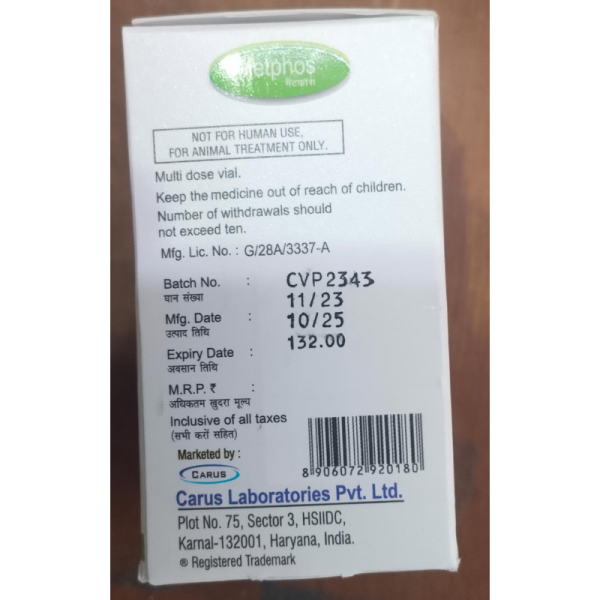 मेटफॉस
NOT FOR HUMAN USE,
FOR ANIMAL TREATMENT ONLY.
Multi dose vial.
Keep the medicine out of reach of children.
Number of withdrawals should
not exceed ten.
Mfg. Lic. No. : G/28A/3337-A
Batch No. : CVP2343
यान संख्या
11/23
Mfg. Date :
उत्पाद तिथि
10/25
Expiry Date :
अवसान तिथि
132.00
M.R.P. ₹ :
अधिकतम खुदरा मूल्य
Inclusive of all taxes
(सभी करों सहित)
Marketed by :
CARUS
8 906072 920180
Carus Laboratories Pvt. Ltd.
Plot No. 75, Sector 3, HSIIDC,
Karnal-132001, Haryana, India.
® Registered Trademark